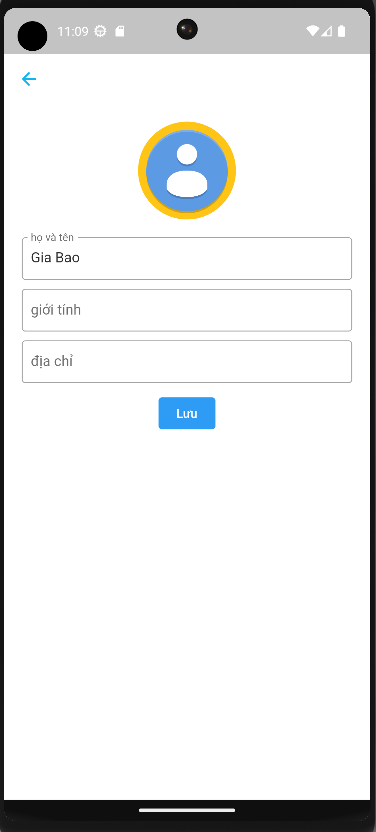 11:09
họ và tên
Gia Bao
giới tính
địa chỉ
Lưu